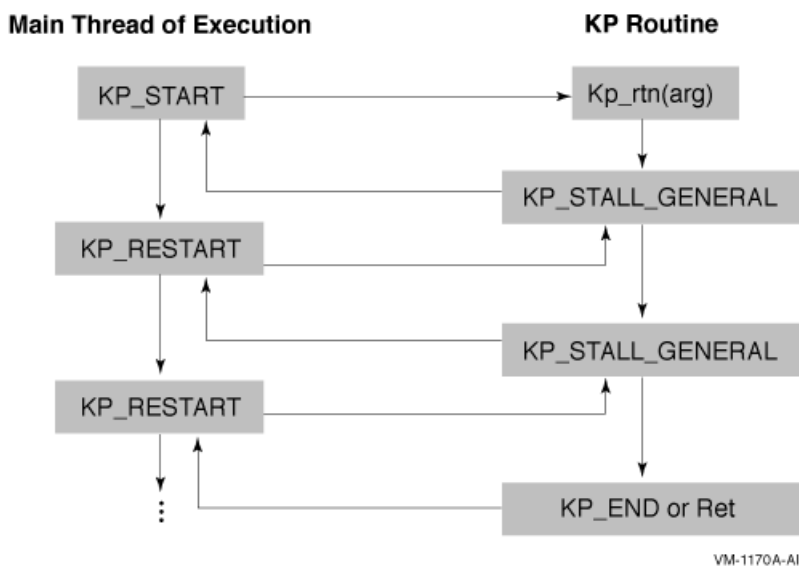 Main Thread of Execution
KP Routine
KP_START
Kp_rtn(arg)
KP_STALL_GENERAL
KP_RESTART
KP_STALL_GENERAL
KP_RESTART
KP_END or Ret
VM-1170A-AI